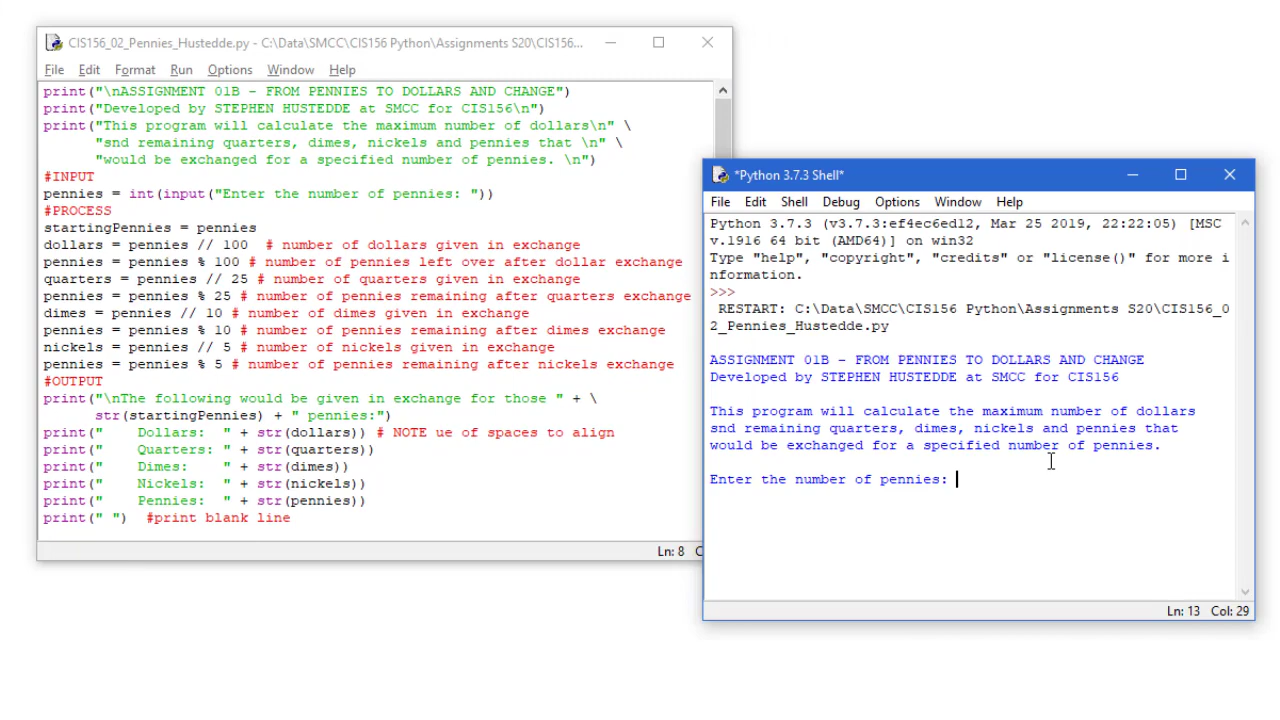 CIS156_02_Pennies_Hustedde.py - C:\Data\SMCC\CIS156 Python\Assignments S20\CIS156...
File Edit Format Run Options Window Help
print("\nASSIGNMENT 01B - FROM PENNIES TO DOLLARS AND CHANGE")
print("Developed by STEPHEN HUSTEDDE at SMCC for CIS156\n")
print("This program will calculate the maximum number of dollars\n" \
"snd remaining quarters, dimes, nickels and pennies that \n" \
"would be exchanged for a specified number of pennies. \n")
#INPUT
pennies = int(input("Enter the number of pennies: "))
#PROCESS
startingPennies = pennies
dollars = pennies // 100  # number of dollars given in exchange
pennies = pennies % 100 # number of pennies left over after dollar exchange
quarters = pennies // 25 # number of quarters given in exchange
pennies = pennies % 25 # number of pennies remaining after quarters exchange
dimes = pennies // 10 # number of dimes given in exchange
pennies = pennies % 10 # number of pennies remaining after dimes exchange
nickels = pennies // 5 # number of nickels given in exchange
pennies = pennies % 5 # number of pennies remaining after nickels exchange
#OUTPUT
print("\nThe following would be given in exchange for those " + \
str(startingPennies) + " pennies:")
print("    Dollars:  " + str(dollars)) # NOTE ue of spaces to align
print("    Quarters: " + str(quarters))
print("    Dimes:    " + str(dimes))
print("    Nickels:  " + str(nickels))
print("    Pennies:  " + str(pennies))
print(" ")  #print blank line
Ln: 8 C
*Python 3.7.3 Shell*
File Edit Shell Debug Options Window Help
Python 3.7.3 (v3.7.3:ef4ec6ed12, Mar 25 2019, 22:22:05) [MSC
v.1916 64 bit (AMD64)] on win32
Type "help", "copyright", "credits" or "license()" for more i
nformation.
>>>
RESTART: C:\Data\SMCC\CIS156 Python\Assignments S20\CIS156_0
2_Pennies_Hustedde.py
ASSIGNMENT 01B - FROM PENNIES TO DOLLARS AND CHANGE
Developed by STEPHEN HUSTEDDE at SMCC for CIS156
This program will calculate the maximum number of dollars
snd remaining quarters, dimes, nickels and pennies that
would be exchanged for a specified number of pennies.
Enter the number of pennies:
Ln: 13 Col: 29